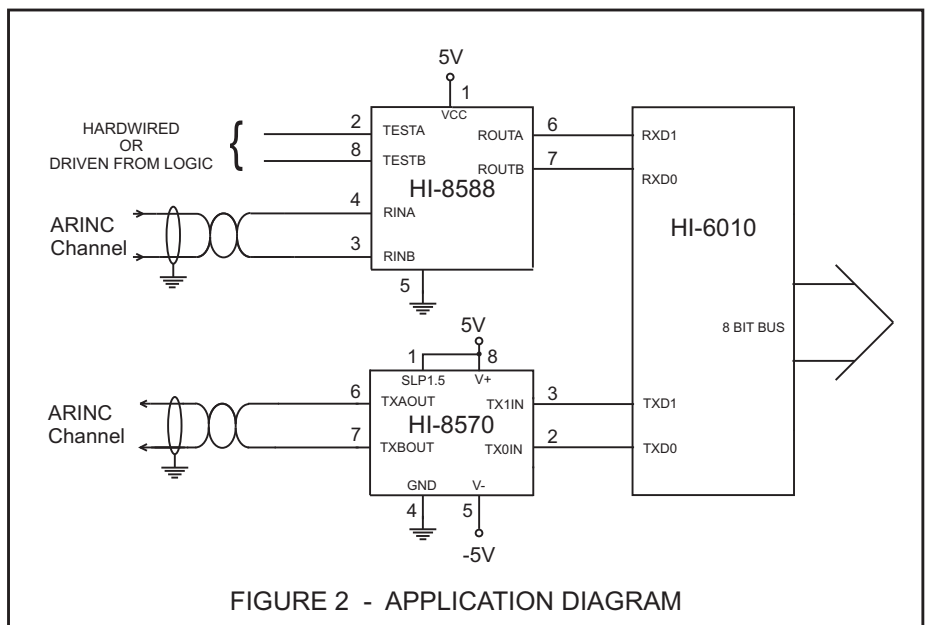 5V
1
VCC
HARDWIRED
OR
DRIVEN FROM LOGIC
{
2
TESTA
8
TESTB
ROUTA
6
ROUTB
7
HI-8588
ARINC
Channel
4
RINA
3
RINB
5
RXD1
RXD0
HI-6010
8 BIT BUS
TXD1
TXD0
5V
1
8
SLP1.5
V+
ARINC
Channel
6
TXAOUT
7
TXBOUT
TX1IN
3
HI-8570
TX0IN
2
GND
V-
4
5
-5V
FIGURE 2 - APPLICATION DIAGRAM